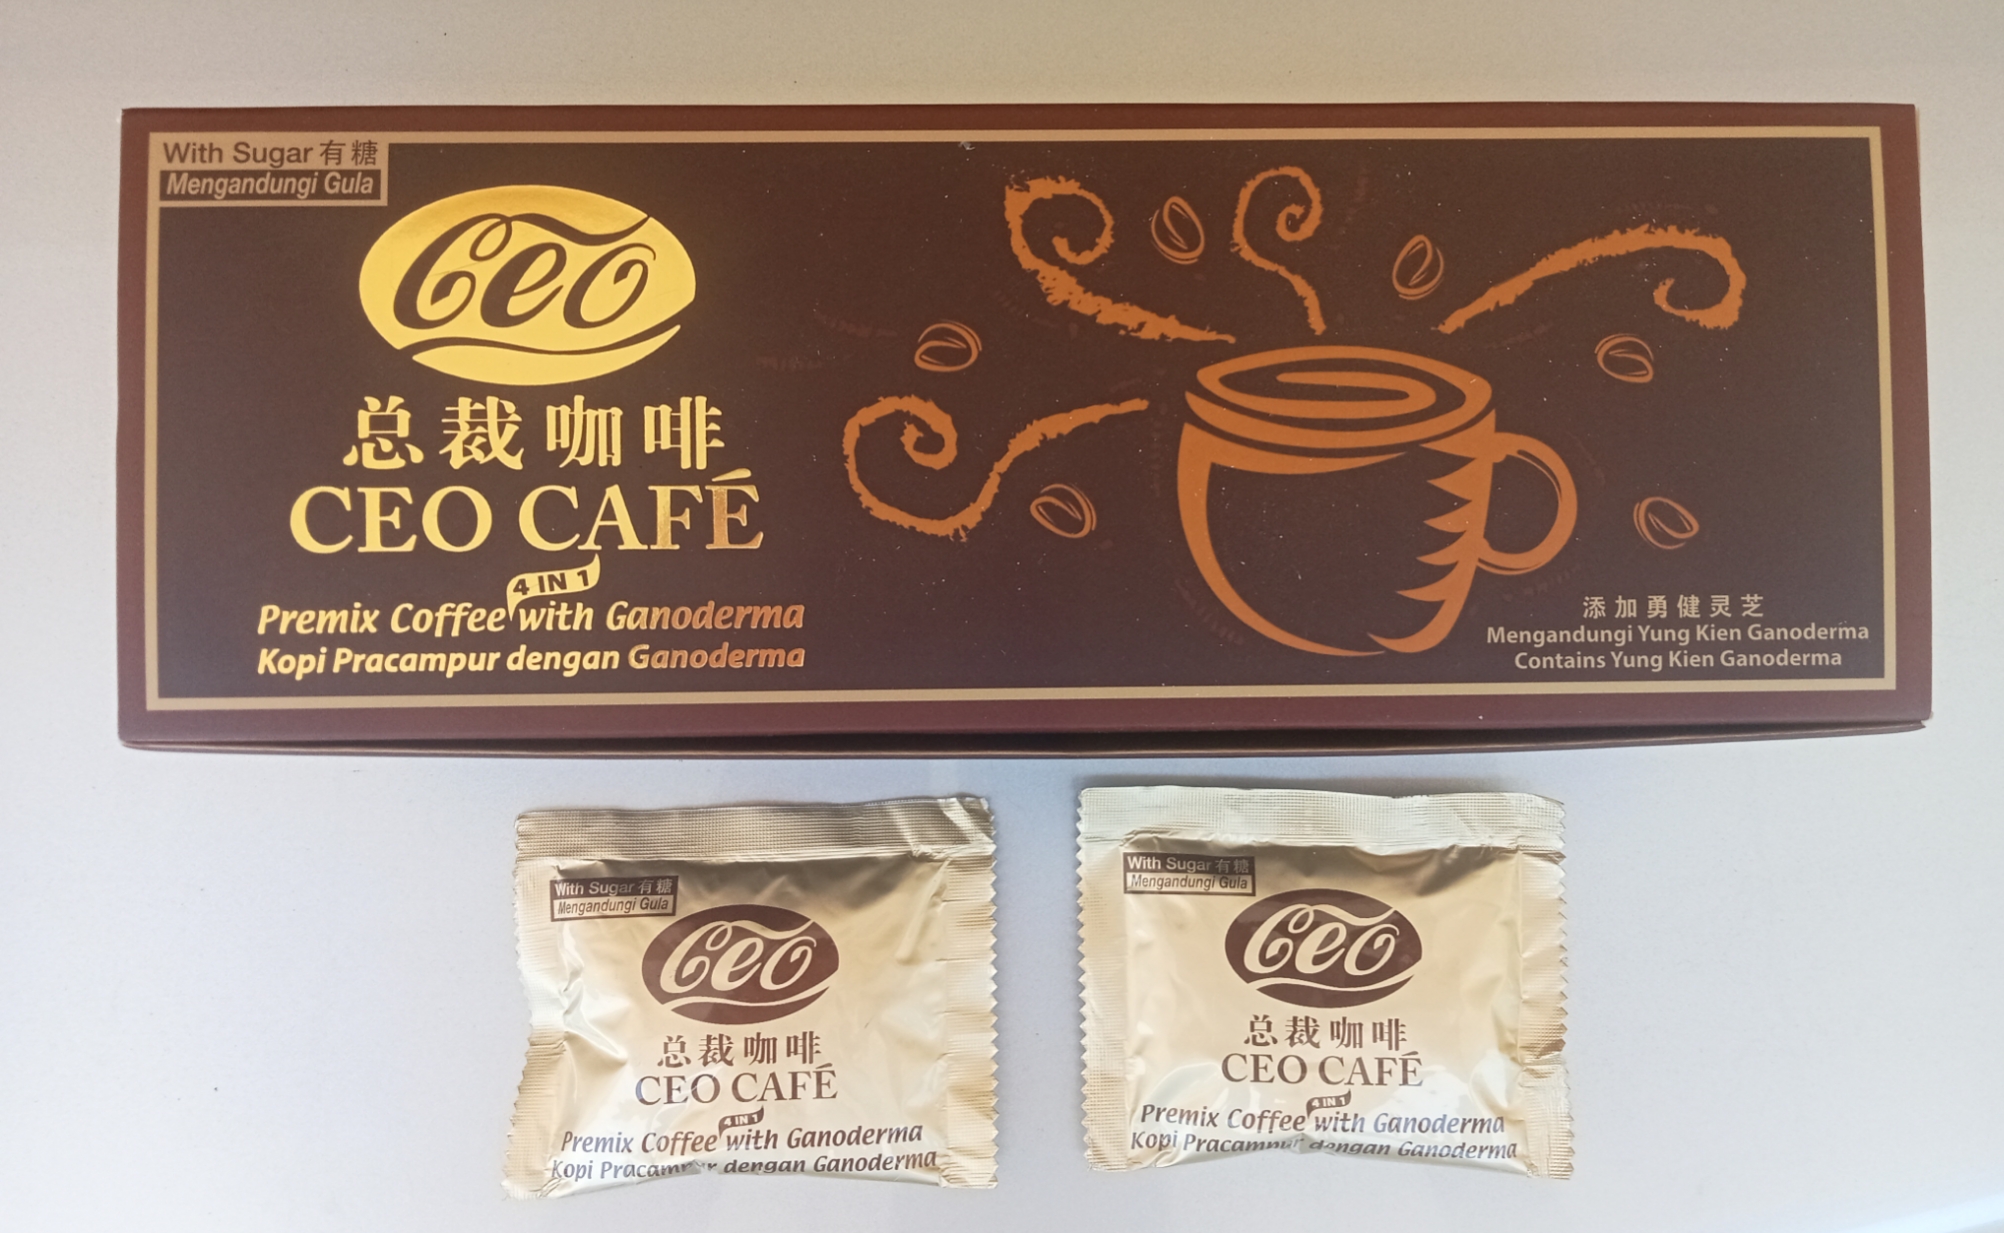 With Sugar 有糖
Mengandungi Gula
Ceo
总裁咖啡
CEO CAFÉ
4 IN 1
Premix Coffee with Ganoderma
Kopi Pracampur dengan Ganoderma
添加勇健灵芝
Mengandungi Yung Kien Ganoderma
Contains Yung Kien Ganoderma
With Sugar 有糖
Mengandungi Gula
Ceo
总裁咖啡
CEO CAFÉ
4 IN 1
Premix Coffee with Ganoderma
Kopi Pracampur dengan Ganoderma
With Sugar 有糖
Mengandungi Gula
Ceo
总裁咖啡
CEO CAFÉ
4 IN 1
Premix Coffee with Ganoderma
Kopi Pracampur dengan Ganoderma